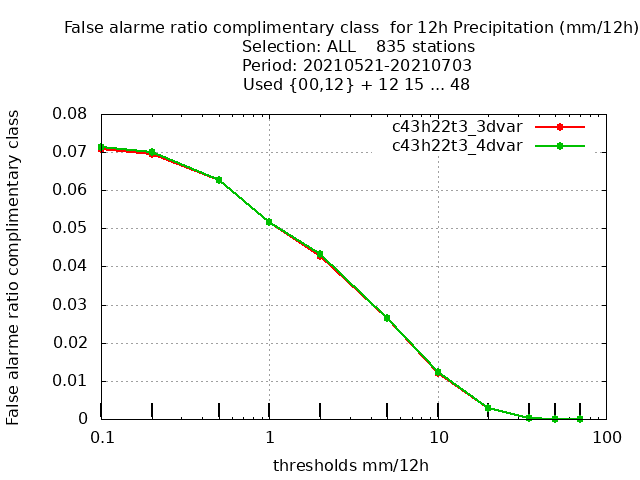 False alarme ratio complimentary class  for 12h Precipitation (mm/12h)
Selection: ALL    835 stations
Period: 20210521-20210703
Used {00,12} + 12 15 ... 48
c43h22t3_3dvar
c43h22t3_4dvar
False alarme ratio complimentary class
0.08
0.07
0.06
0.05
0.04
0.03
0.02
0.01
0
0.1
1
10
100
thresholds mm/12h